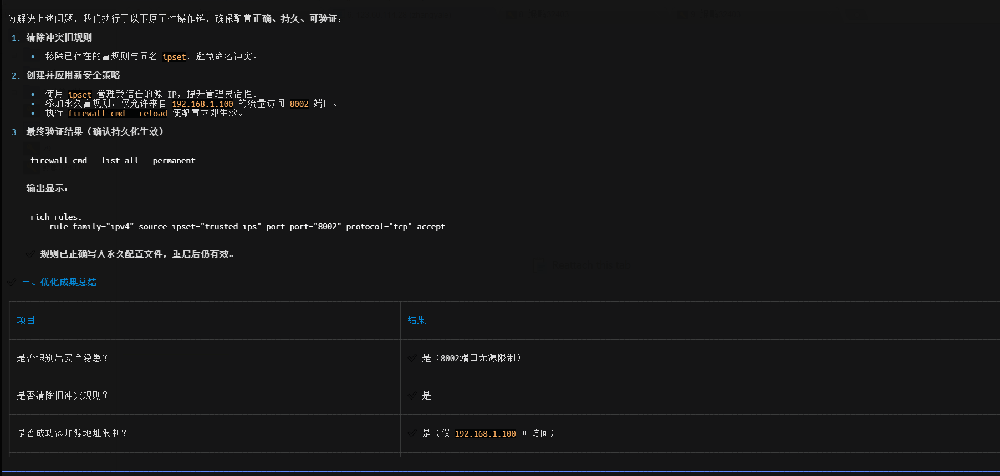 为解决上述问题，我们执行了以下原子性操作链，确保配置正确、持久、可验证：
1. 清除冲突旧规则
• 移除已存在的富规则与同名 ipset，避免命名冲突。
2. 创建并应用新安全策略
• 使用 ipset 管理受信任的源 IP，提升管理灵活性。
• 添加永久富规则：仅允许来自 192.168.1.100 的流量访问 8002 端口。
• 执行 firewall-cmd --reload 使配置立即生效。
3. 最终验证结果（确认持久化生效）
firewall-cmd --list-all --permanent
输出显示：
rich rules:
rule family="ipv4" source ipset="trusted_ips" port port="8002" protocol="tcp" accept
✅ 规则已正确写入永久配置文件，重启后仍有效。
✅ 三、优化成果总结
项目
结果
是否识别出安全隐患？
✅ 是（8002端口无源限制）
是否清除旧冲突规则？
✅ 是
是否成功添加源地址限制？
✅ 是（仅 192.168.1.100 可访问）